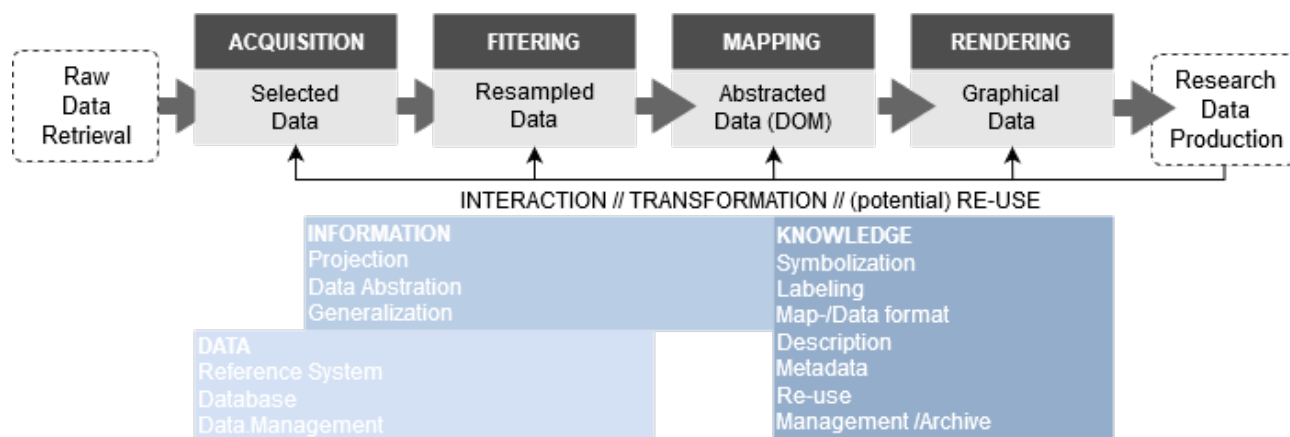 Raw
Data
Retrieval
ACQUISITION
Selected
Data
FITERING
Resampled
Data
MAPPING
Abstracted
Data (DOM)
RENDERING
Graphical
Data
Research
Data
Production
INTERACTION // TRANSFORMATION // (potential) RE-USE
INFORMATION
Projection
Data Abstration
Generalization
KNOWLEDGE
Symbolization
Labeling
Map-/Data format
Description
Metadata
Re-use
Management /Archive
DATA
Reference System
Database
Data.Management